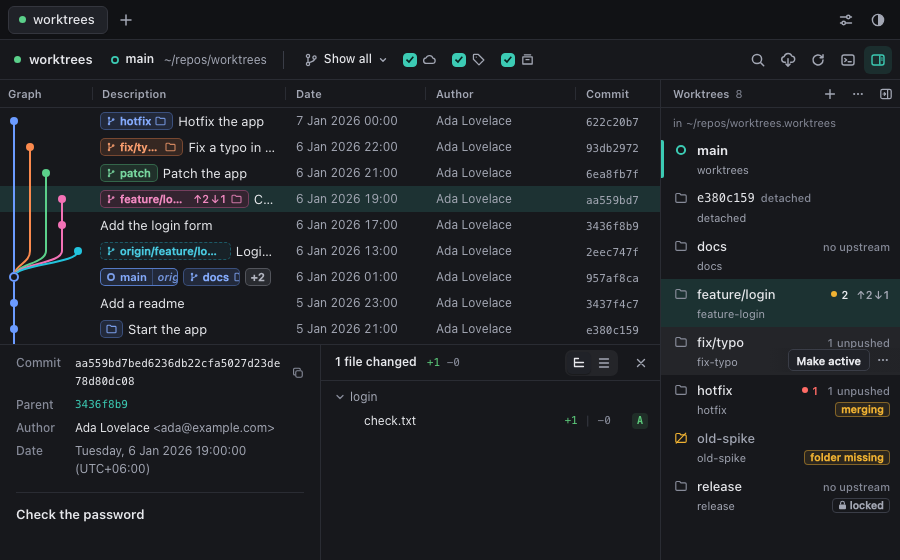 worktrees
worktrees main ~/repos/worktrees Show all
Graph Description Date Author Commit
hotfix Hotfix the app 7 Jan 2026 00:00 Ada Lovelace 622c20b7
fix/ty... Fix a typo in ... 6 Jan 2026 22:00 Ada Lovelace 93db2972
patch Patch the app 6 Jan 2026 21:00 Ada Lovelace 6ea8fb7f
feature/lo... ↑2↓1 C... 6 Jan 2026 19:00 Ada Lovelace aa559bd7
Add the login form 6 Jan 2026 17:00 Ada Lovelace 3436f8b9
origin/feature/lo... Logi... 6 Jan 2026 13:00 Ada Lovelace 2eec747f
main orig docs +2 6 Jan 2026 01:00 Ada Lovelace 957af8ca
Add a readme 5 Jan 2026 23:00 Ada Lovelace 3437f4c7
Start the app 5 Jan 2026 21:00 Ada Lovelace e380c159
Commit aa559bd7bed6236db22cfa5027d23de
78d80dc08
Parent 3436f8b9
Author Ada Lovelace <ada@example.com>
Date Tuesday, 6 Jan 2026 19:00:00
(UTC+06:00)
Check the password
1 file changed +1 −0
login
check.txt +1 −0 A
Worktrees 8
in ~/repos/worktrees.worktrees
main
worktrees
e380c159 detached
detached
docs no upstream
docs
feature/login 2 ↑2↓1
feature-login
fix/typo 1 unpushed
fix-typo Make active
hotfix 1 1 unpushed
hotfix merging
old-spike
old-spike folder missing
release no upstream
release locked